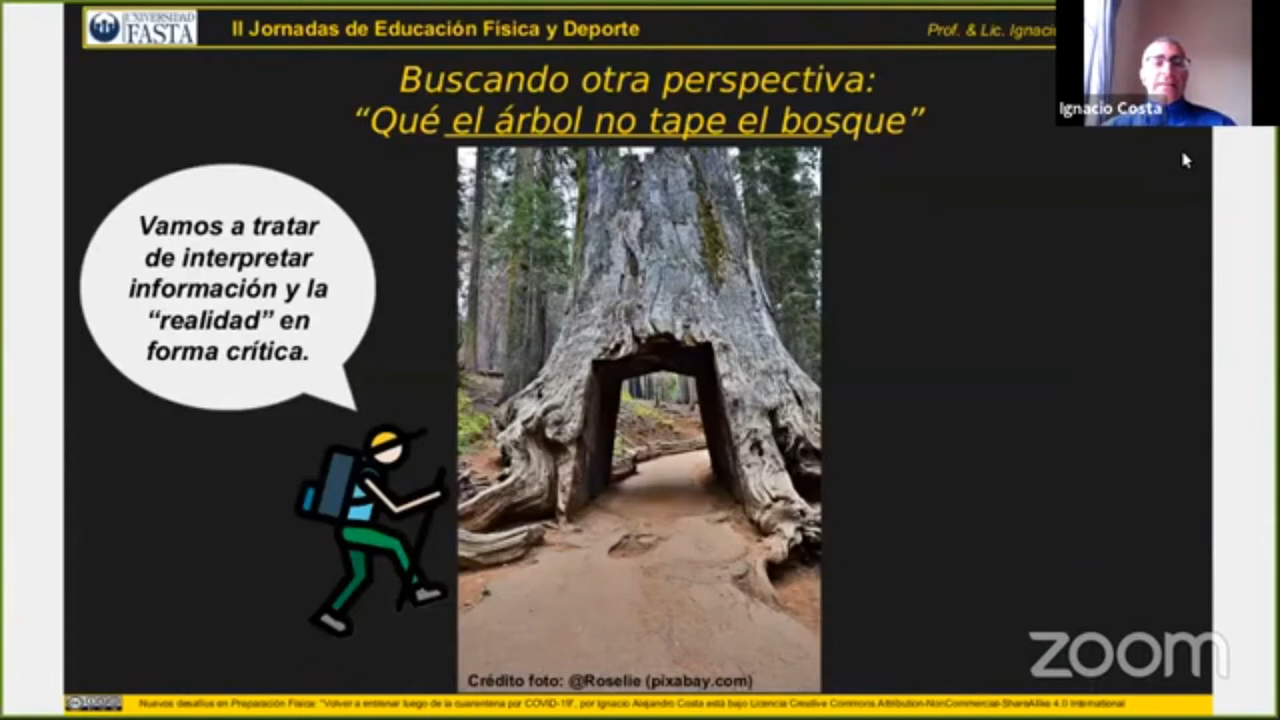 UNIVERSIDAD
FASTA
II Jornadas de Educación Física y Deporte
Prof. & Lic. Ignacio
Ignacio Costa
Buscando otra perspectiva:
“Qué el árbol no tape el bosque”
Vamos a tratar
de interpretar
información y la
“realidad” en
forma crítica.
Crédito foto: @Roselie (pixabay.com)
zoom
Nuevos desafíos en Preparación Física: "Volver a entrenar luego de la cuarentena por COVID-19", por Ignacio Alejandro Costa está bajo Licencia Creative Commons Attribution-NonCommercial-ShareAlike 4.0 International